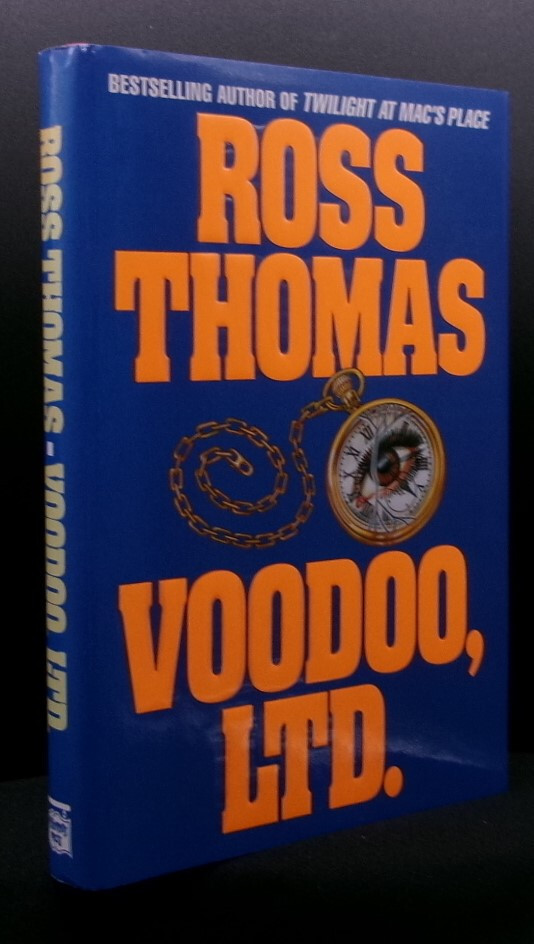 BESTSELLING AUTHOR OF TWILIGHT AT MAC'S PLACE
ROSS
THOMAS
VOODOO,
LTD.
ROSS THOMAS - VOODOO, LTD.